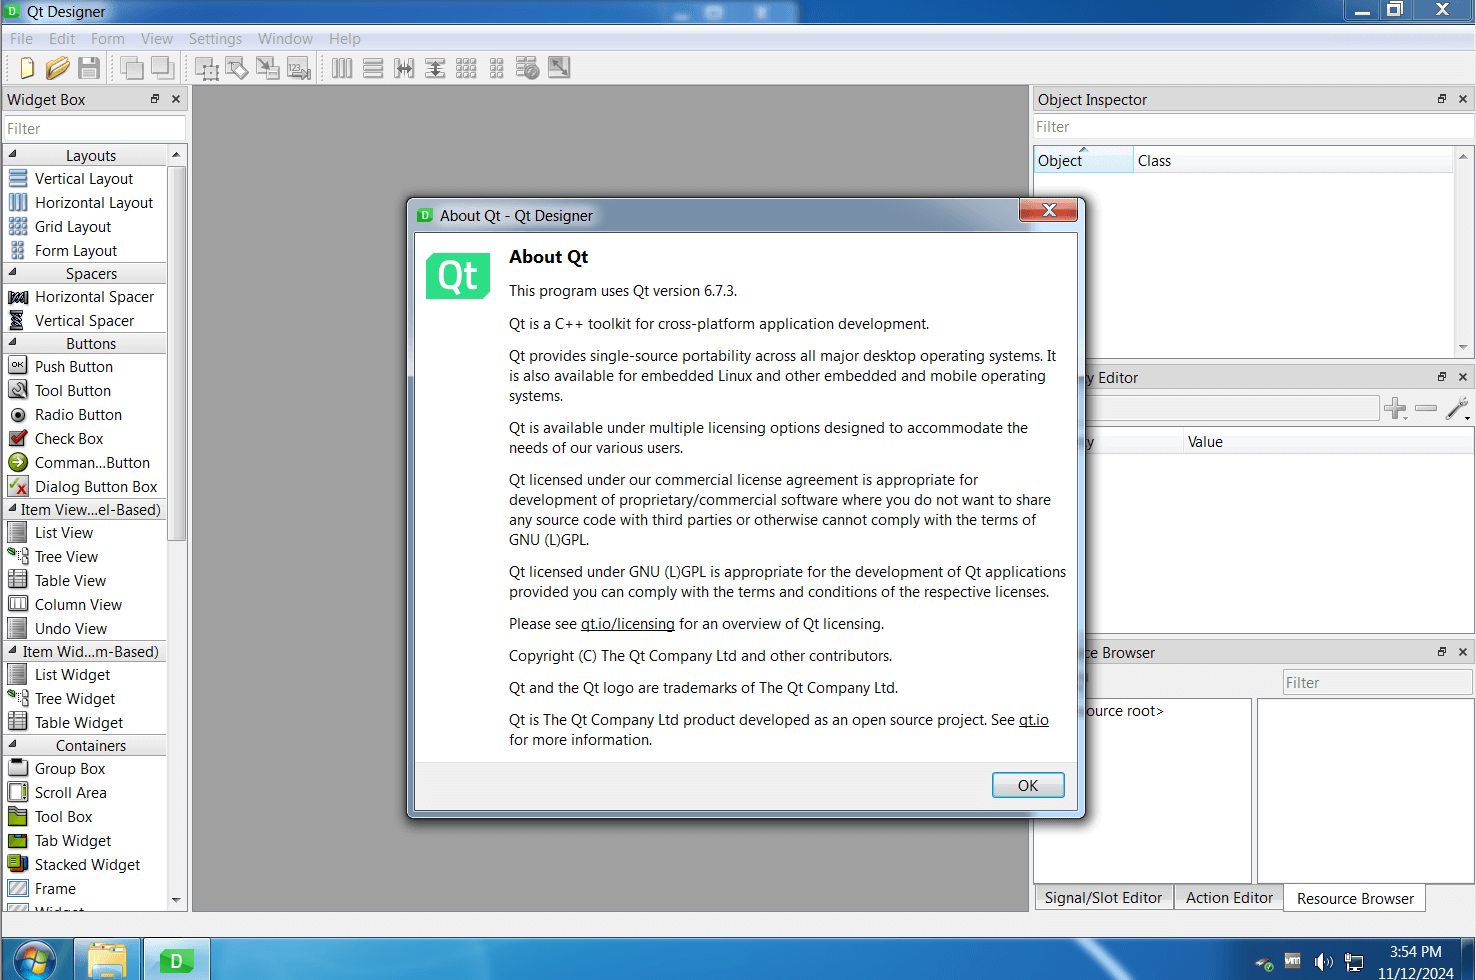 Qt Designer
File Edit Form View Settings Window Help
Widget Box
Filter
Layouts
Vertical Layout
Horizontal Layout
Grid Layout
Form Layout
Spacers
Horizontal Spacer
Vertical Spacer
Buttons
OK
Push Button
Tool Button
Radio Button
Check Box
Comman...Button
Dialog Button Box
Item View...el-Based)
List View
Tree View
Table View
Column View
Undo View
Item Wid...m-Based)
List Widget
Tree Widget
Table Widget
Containers
Group Box
Scroll Area
Tool Box
Tab Widget
Stacked Widget
Frame
Widget
About Qt - Qt Designer
Qt
About Qt
This program uses Qt version 6.7.3.
Qt is a C++ toolkit for cross-platform application development.
Qt provides single-source portability across all major desktop operating systems. It
is also available for embedded Linux and other embedded and mobile operating
systems.
Qt is available under multiple licensing options designed to accommodate the
needs of our various users.
Qt licensed under our commercial license agreement is appropriate for
development of proprietary/commercial software where you do not want to share
any source code with third parties or otherwise cannot comply with the terms of
GNU (L)GPL.
Qt licensed under GNU (L)GPL is appropriate for the development of Qt applications
provided you can comply with the terms and conditions of the respective licenses.
Please see qt.io/licensing for an overview of Qt licensing.
Copyright (C) The Qt Company Ltd and other contributors.
Qt and the Qt logo are trademarks of The Qt Company Ltd.
Qt is The Qt Company Ltd product developed as an open source project. See qt.io
for more information.
OK
Object Inspector
Filter
Object Class
y Editor
y Value
ce Browser
Filter
ource root>
Signal/Slot Editor Action Editor Resource Browser
D
vm
3:54 PM
11/12/2024